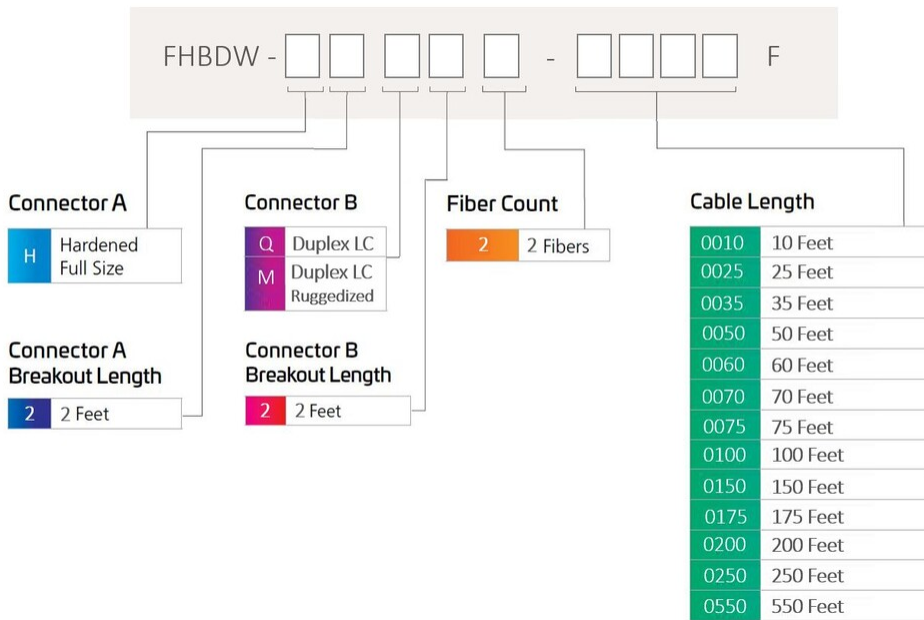 FHBDW - - F
Connector A
H Hardened
Full Size
Connector A
Breakout Length
2 2 Feet
Connector B
Q Duplex LC
M Duplex LC
Ruggedized
Connector B
Breakout Length
2 2 Feet
Fiber Count
2 2 Fibers
Cable Length
0010 10 Feet
0025 25 Feet
0035 35 Feet
0050 50 Feet
0060 60 Feet
0070 70 Feet
0075 75 Feet
0100 100 Feet
0150 150 Feet
0175 175 Feet
0200 200 Feet
0250 250 Feet
0550 550 Feet